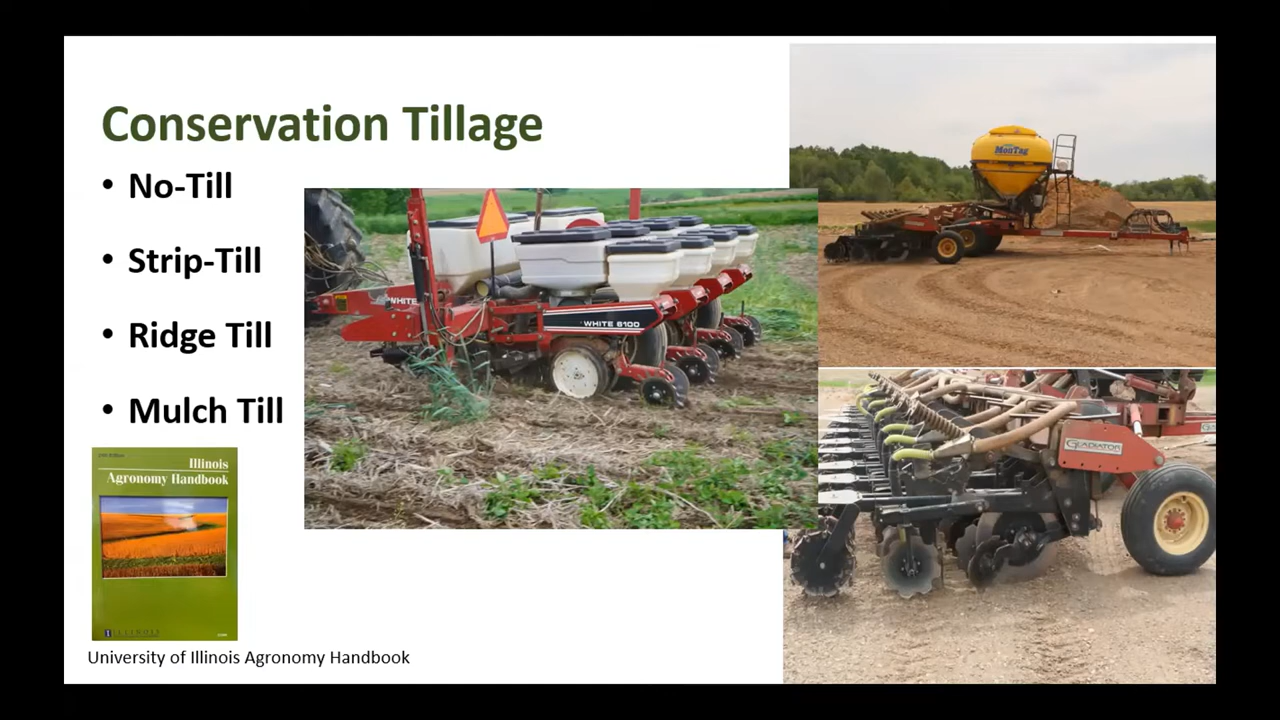 Conservation Tillage
• No-Till
• Strip-Till
• Ridge Till
• Mulch Till
WHITE
WHITE 6100
MonTag
GLADIATOR
Illinois
Agronomy Handbook
ILLINOIS
University of Illinois Agronomy Handbook